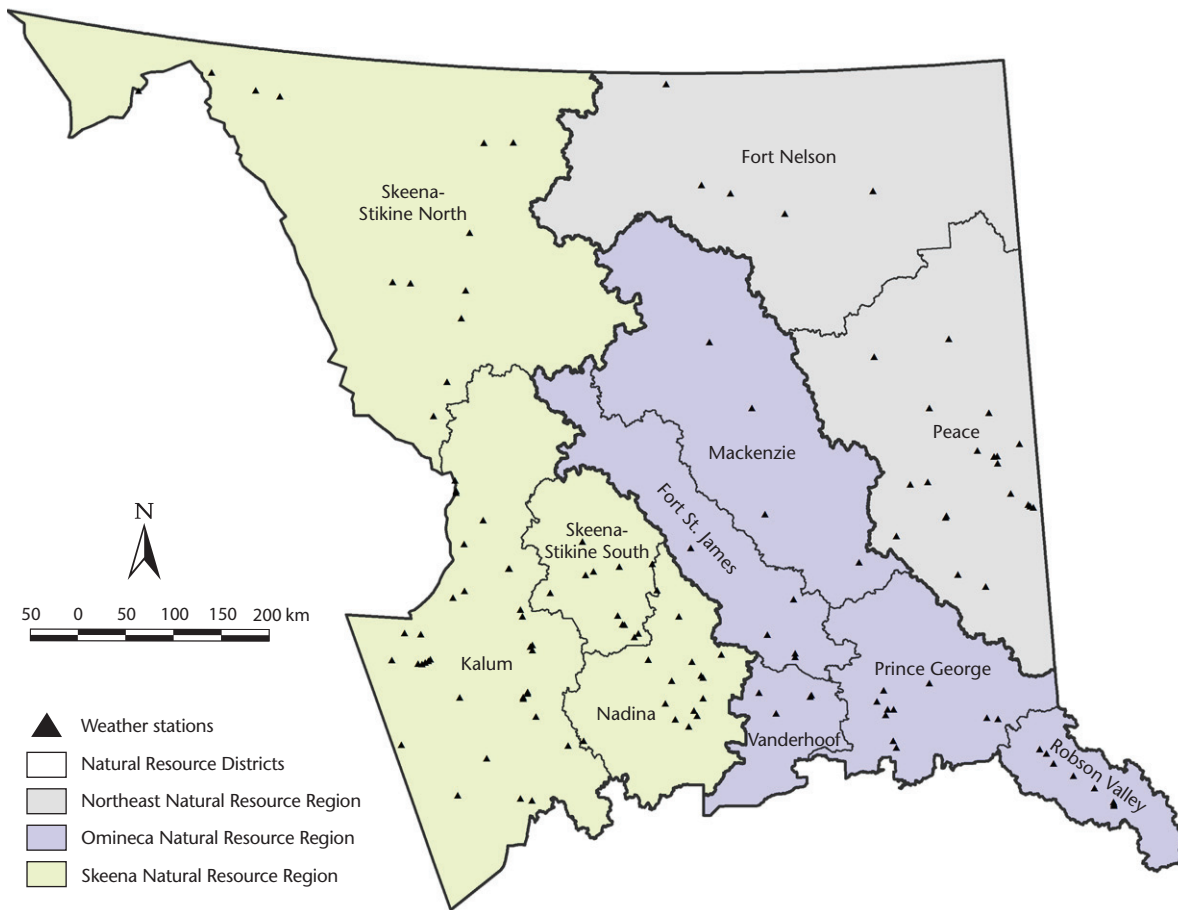 Fort Nelson
Skeena-
Stikine North
Peace
Mackenzie
Fort St. James
Skeena-
Stikine South
N
50 0 50 100 150 200 km
Kalum
Prince George
Nadina
Vanderhoof
Robson Valley
Weather stations
Natural Resource Districts
Northeast Natural Resource Region
Omineca Natural Resource Region
Skeena Natural Resource Region